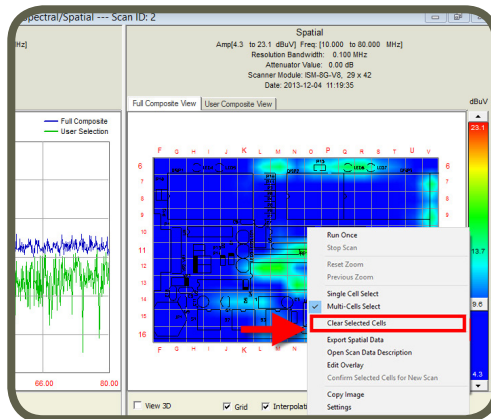 Spectral/Spatial --- Scan ID: 2
Hz]
Spatial
Amp[4.3 to 23.1 dBuV] Freq: [10.000 to 80.000 MHz]
Resolution Bandwidth: 0.100 MHz
Attenuator Value: 0.00 dB
Scanner Module: ISM-8G-V8, 29 x 42
Date: 2013-12-04 11:19:35
Full Composite View User Composite View
dBuV
Full Composite
User Selection
23.1
F G H I J K L M N O P Q R S T U V
6 6
7 7
8 8
9 9
10
11
12
13
14
15
16
F G H I J K L M N
13.7
9.6
4.3
Run Once
Stop Scan
Reset Zoom
Previous Zoom
Single Cell Select
Multi-Cells Select
Clear Selected Cells
Export Spatial Data
Open Scan Data Description
Edit Overlay
Confirm Selected Cells for New Scan
Copy Image
Settings
66.00 80.00
View 3D Grid Interpolati